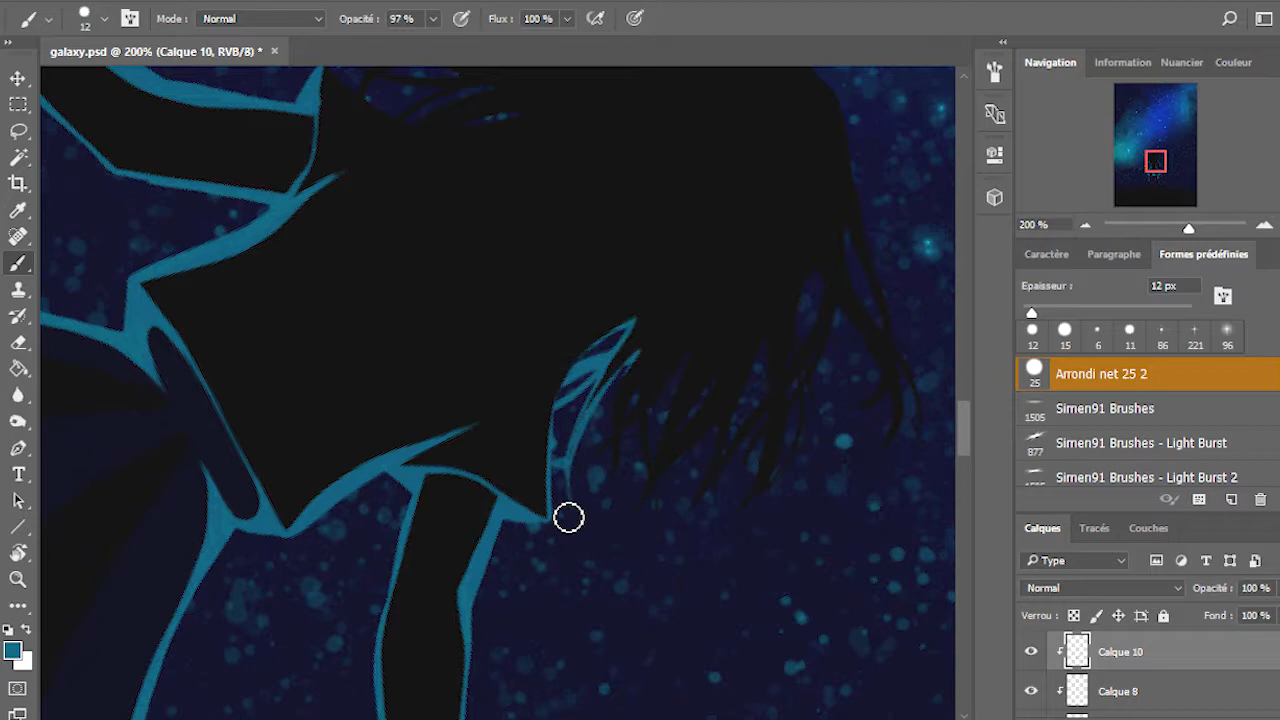 12
Mode : Normal
Opacité : 97 %
Flux : 100 %
galaxy.psd @ 200% (Calque 10, RVB/8) *
Navigation Information Nuancier Couleur
200 %
Caractère Paragraphe Formes prédéfinies
Epaisseur : 12 px
12 15 6 11 86 221 96
25 Arrondi net 25 2
1505 Simen91 Brushes
877 Simen91 Brushes - Light Burst
Simen91 Brushes - Light Burst 2
Calques Tracés Couches
Type
Normal Opacité : 100 %
Verrou : Fond : 100 %
Calque 10
Calque 8